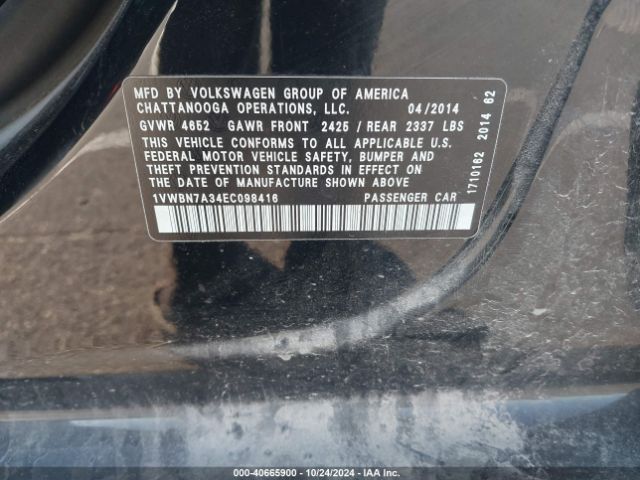 MFD BY VOLKSWAGEN GROUP OF AMERICA
CHATTANOOGA OPERATIONS, LLC. 04/2014
GVWR 4652 GAWR FRONT 2425 / REAR 2337 LBS
THIS VEHICLE CONFORMS TO ALL APPLICABLE U.S.
FEDERAL MOTOR VEHICLE SAFETY, BUMPER AND
THEFT PREVENTION STANDARDS IN EFFECT ON
THE DATE OF MANUFACTURE SHOWN ABOVE
1VWBN7A34EC098416 PASSENGER CAR
1710162 2014 62
000-40665900 - 10/24/2024 - IAA Inc.